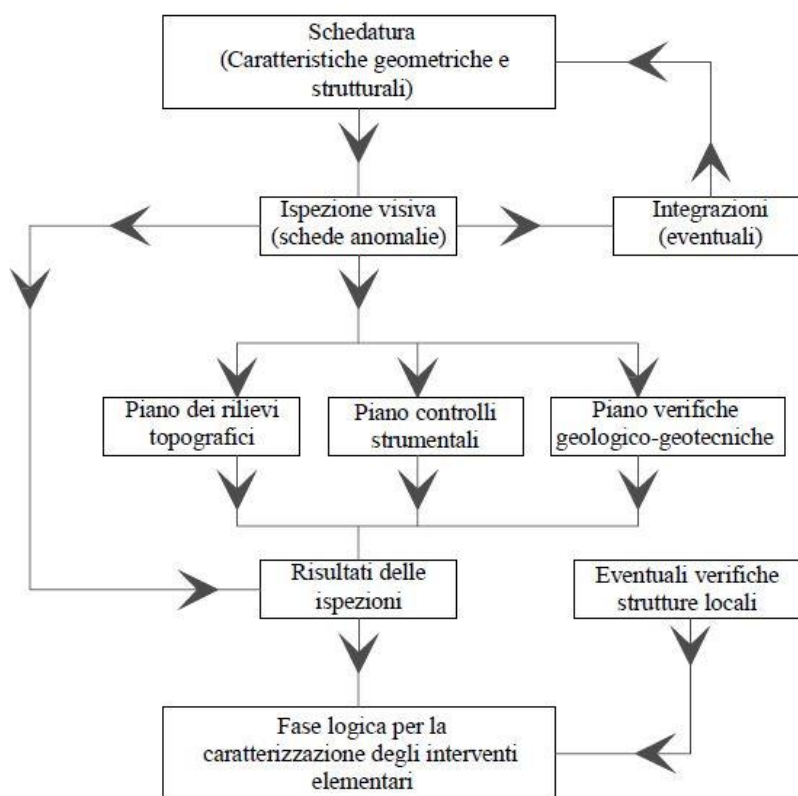 Schedatura
(Caratteristiche geometriche e
strutturali)
Ispezione visiva
(schede anomalie)
Integrazioni
(eventuali)
Piano dei rilievi
topografici
Piano controlli
strumentali
Piano verifiche
geologico-geotecniche
Risultati delle
ispezioni
Eventuali verifiche
strutture locali
Fase logica per la
caratterizzazione degli interventi
elementari